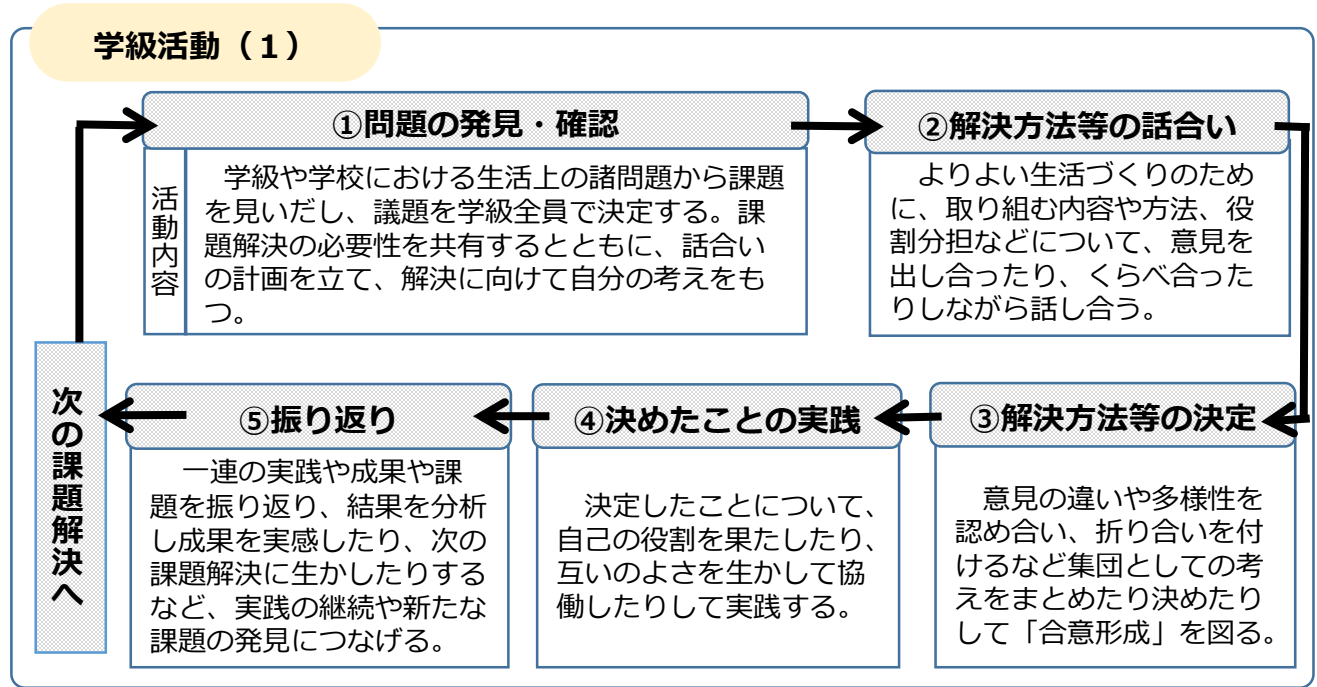 学級活動（１）
①問題の発見・確認
活動内容
学級や学校における生活上の諸問題から課題
を見いだし、議題を学級全員で決定する。課
題解決の必要性を共有するとともに、話合い
の計画を立て、解決に向けて自分の考えをも
つ。
②解決方法等の話合い
よりよい生活づくりのため
に、取り組む内容や方法、役
割分担などについて、意見を
出し合ったり、くらべ合った
りしながら話し合う。
③解決方法等の決定
意見の違いや多様性を
認め合い、折り合いを付
けるなど集団としての考
えをまとめたり決めたり
して「合意形成」を図る。
④決めたことの実践
決定したことについて、
自己の役割を果たしたり、
互いのよさを生かして協
働したりして実践する。
⑤振り返り
一連の実践や成果や課
題を振り返り、結果を分析
し成果を実感したり、次の
課題解決に生かしたりする
など、実践の継続や新たな
課題の発見につなげる。
次の課題解決へ